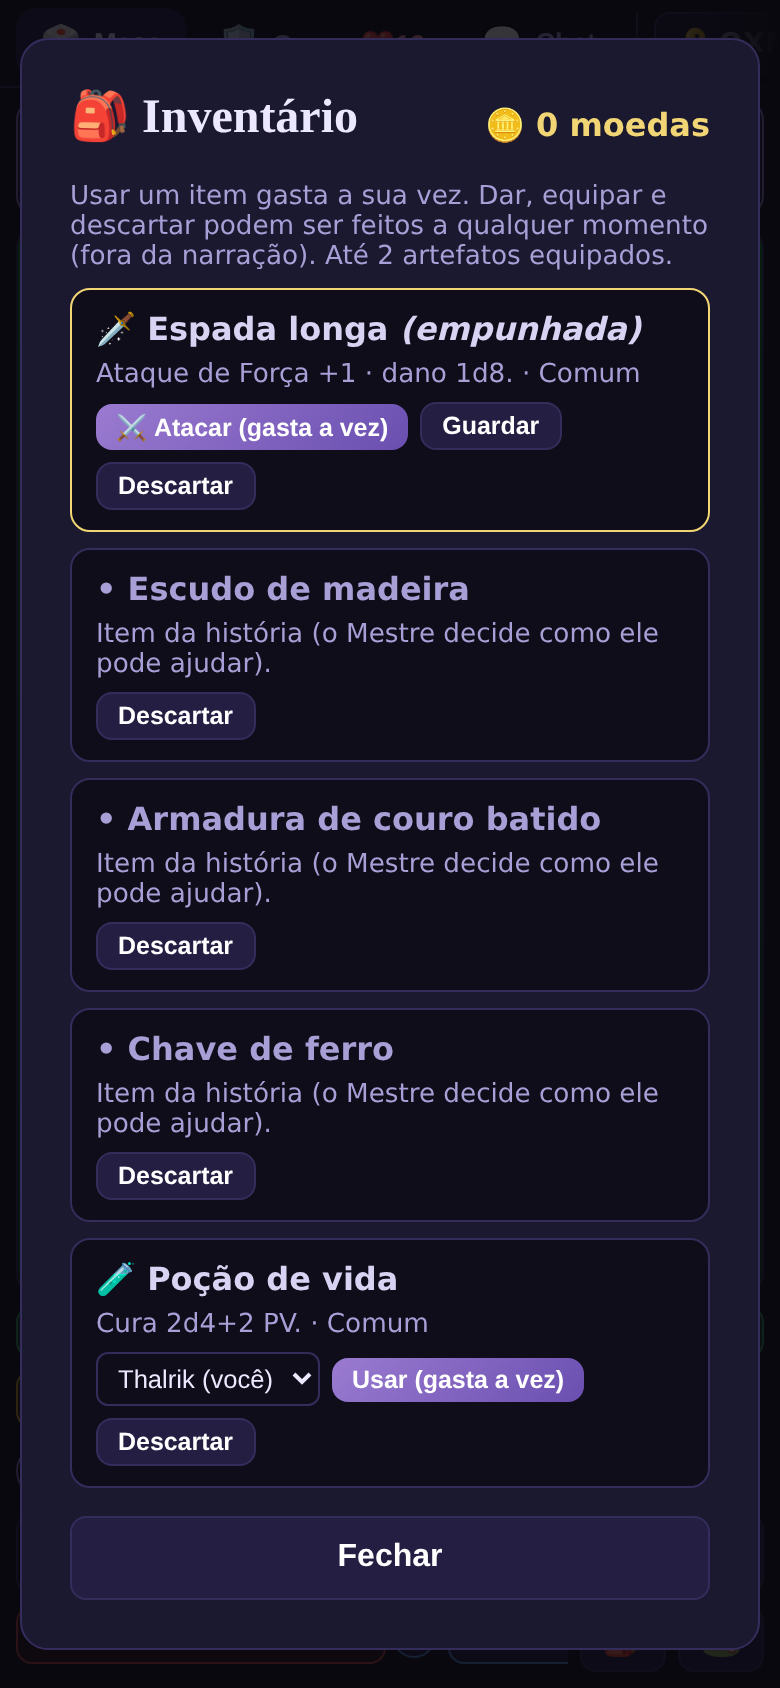 🎒 Inventário
🪙 0 moedas
Usar um item gasta a sua vez. Dar, equipar e
descartar podem ser feitos a qualquer momento
(fora da narração). Até 2 artefatos equipados.
🗡️ Espada longa (empunhada)
Ataque de Força +1 · dano 1d8. · Comum
⚔️ Atacar (gasta a vez)
Guardar
Descartar
• Escudo de madeira
Item da história (o Mestre decide como ele
pode ajudar).
Descartar
• Armadura de couro batido
Item da história (o Mestre decide como ele
pode ajudar).
Descartar
• Chave de ferro
Item da história (o Mestre decide como ele
pode ajudar).
Descartar
🧪 Poção de vida
Cura 2d4+2 PV. · Comum
Thalrik (você)
Usar (gasta a vez)
Descartar
Fechar